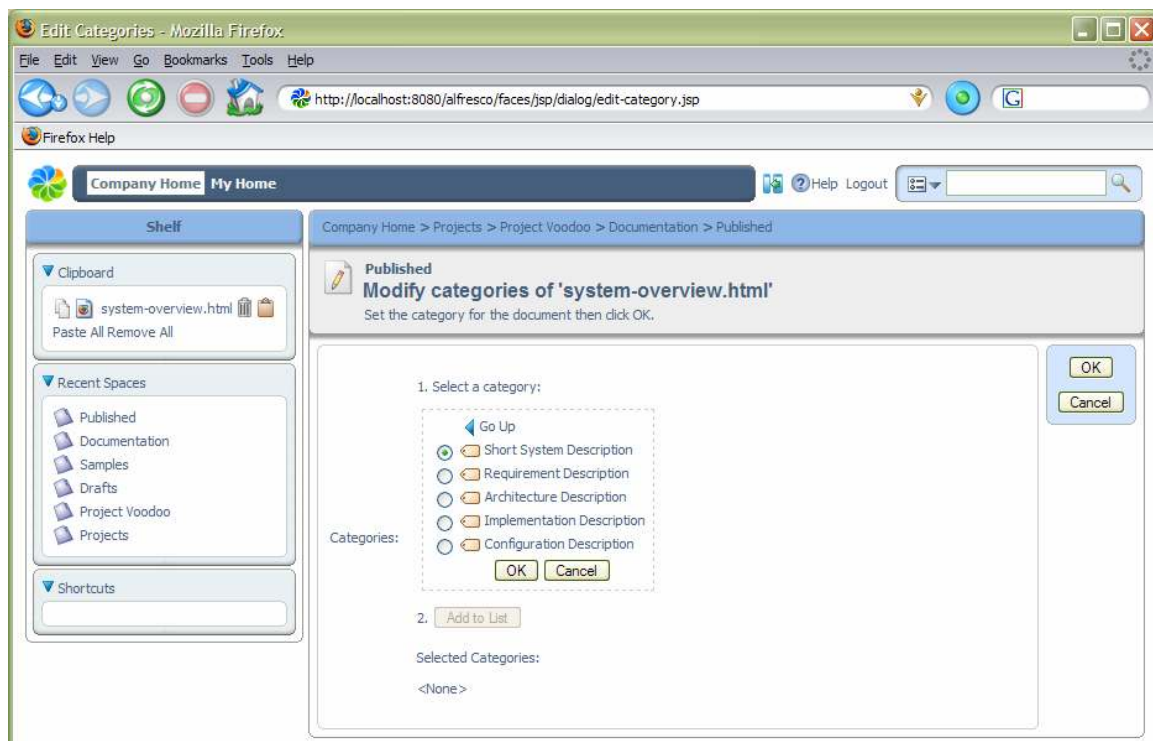 Edit Categories - Mozilla Firefox
File Edit View Go Bookmarks Tools Help
http://localhost:8080/alfresco/faces/jsp/dialog/edit-category.jsp
G
Firefox Help
Company Home My Home
Help Logout
Shelf
Clipboard
system-overview.html
Paste All Remove All
Recent Spaces
Published
Documentation
Samples
Drafts
Project Voodoo
Projects
Shortcuts
Company Home > Projects > Project Voodoo > Documentation > Published
Published
Modify categories of 'system-overview.html'
Set the category for the document then click OK.
Categories:
1. Select a category:
Go Up
Short System Description
Requirement Description
Architecture Description
Implementation Description
Configuration Description
OK Cancel
2. Add to List
Selected Categories:
<None>
OK
Cancel